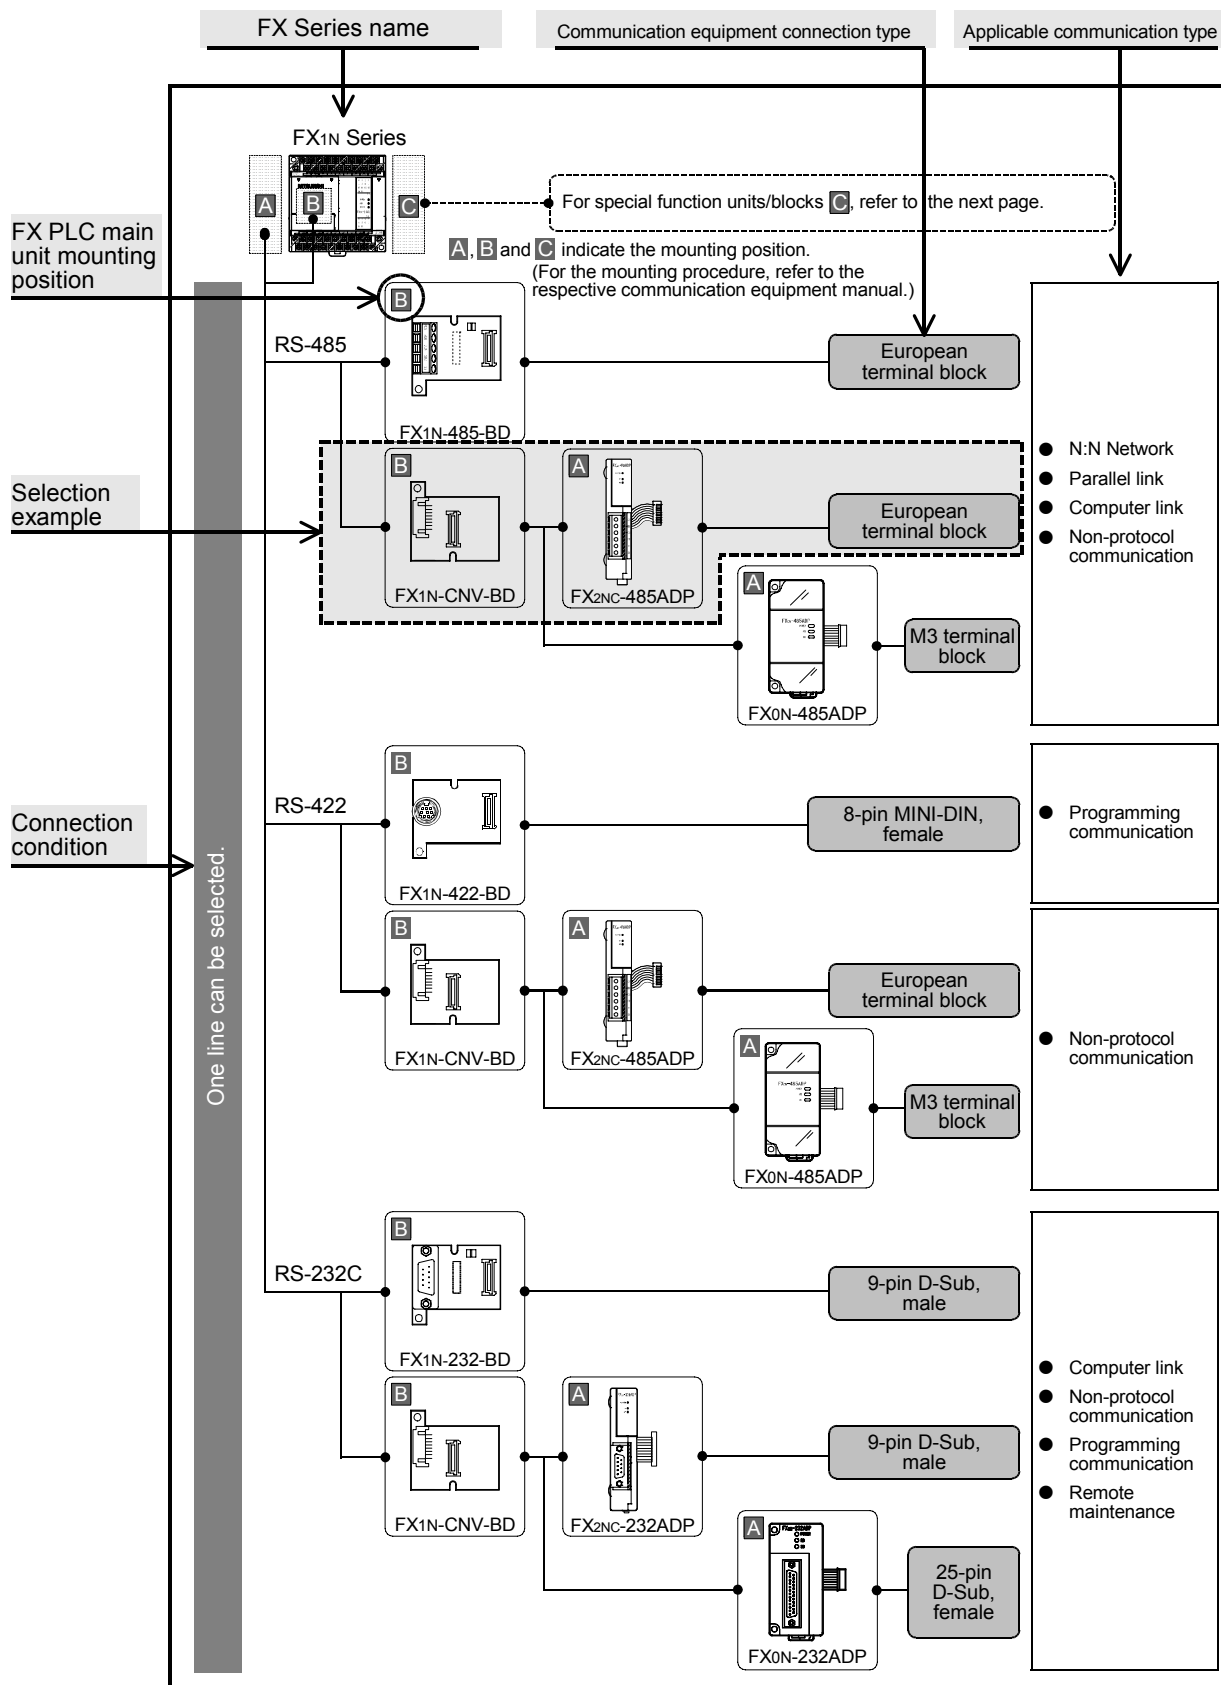 FX Series name
Communication equipment connection type
Applicable communication type
FX1N Series
A
B
C
For special function units/blocks C, refer to the next page.
A, B and C indicate the mounting position.
(For the mounting procedure, refer to the
respective communication equipment manual.)
FX PLC main
unit mounting
position
B
RS-485
FX1N-485-BD
European
terminal block
Selection
example
B
FX1N-CNV-BD
A
FX2NC-485ADP
European
terminal block
A
FX0N-485ADP
M3 terminal
block
● N:N Network
● Parallel link
● Computer link
● Non-protocol
communication
Connection
condition
One line can be selected.
RS-422
B
FX1N-422-BD
8-pin MINI-DIN,
female
● Programming
communication
B
FX1N-CNV-BD
A
FX2NC-485ADP
European
terminal block
A
FX0N-485ADP
M3 terminal
block
● Non-protocol
communication
RS-232C
B
FX1N-232-BD
9-pin D-Sub,
male
B
FX1N-CNV-BD
A
FX2NC-232ADP
9-pin D-Sub,
male
A
FX0N-232ADP
25-pin
D-Sub,
female
● Computer link
● Non-protocol
communication
● Programming
communication
● Remote
maintenance